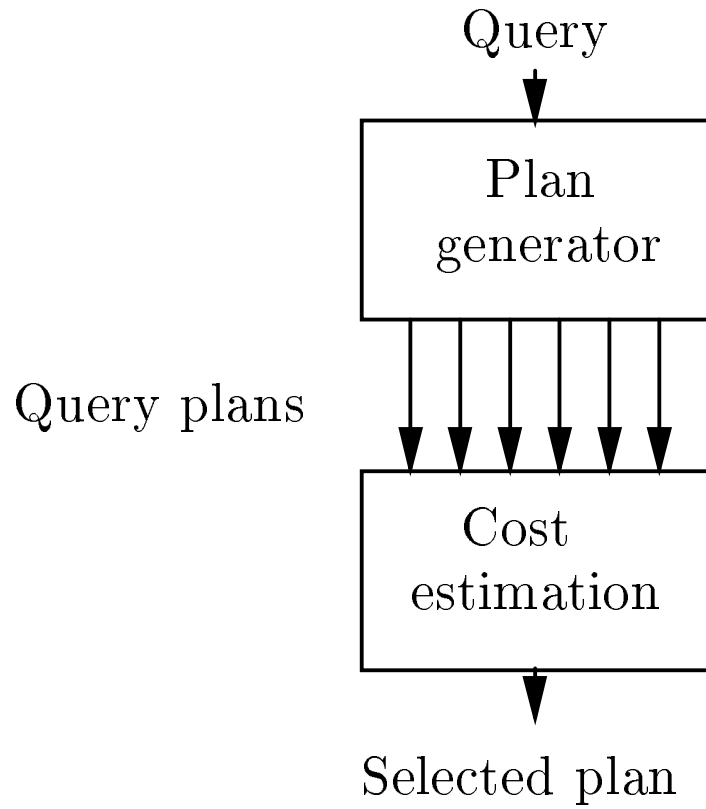 Query
Plan
generator
Query plans
Cost
estimation
Selected plan